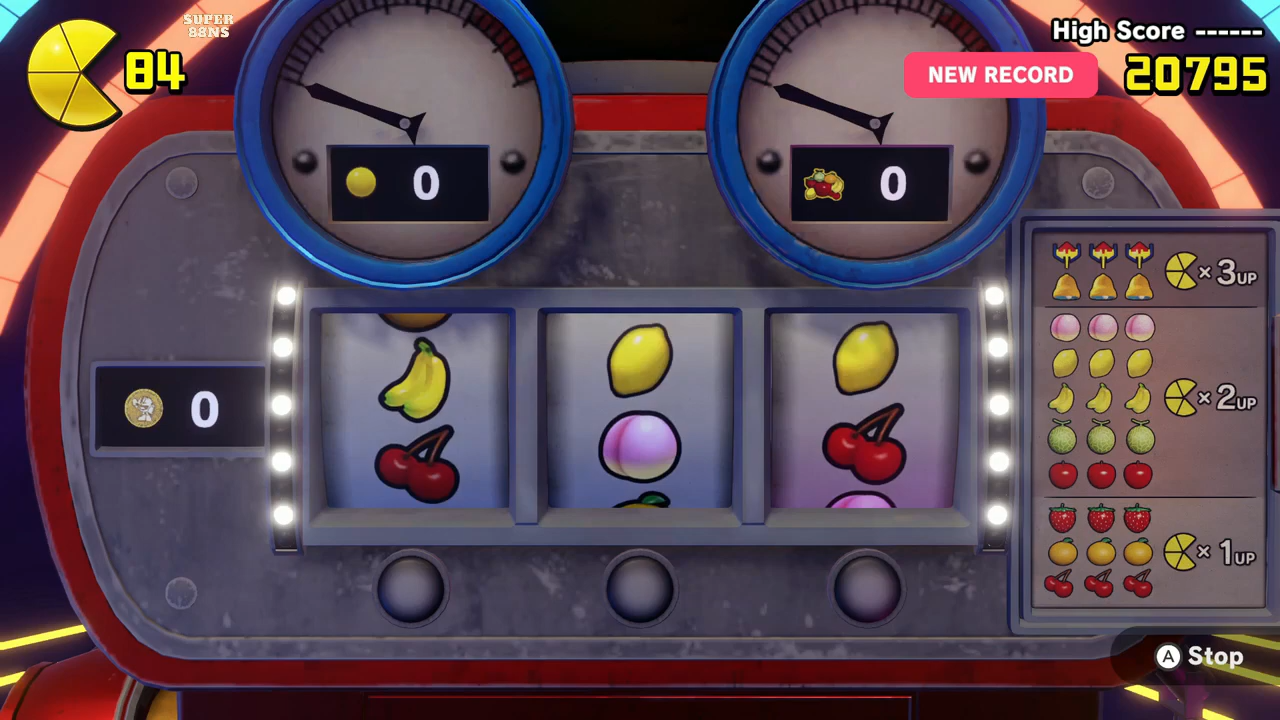 SUPER
88NS
84
High Score ------
NEW RECORD
20795
0
0
0
× 3UP
× 2UP
× 1UP
A Stop